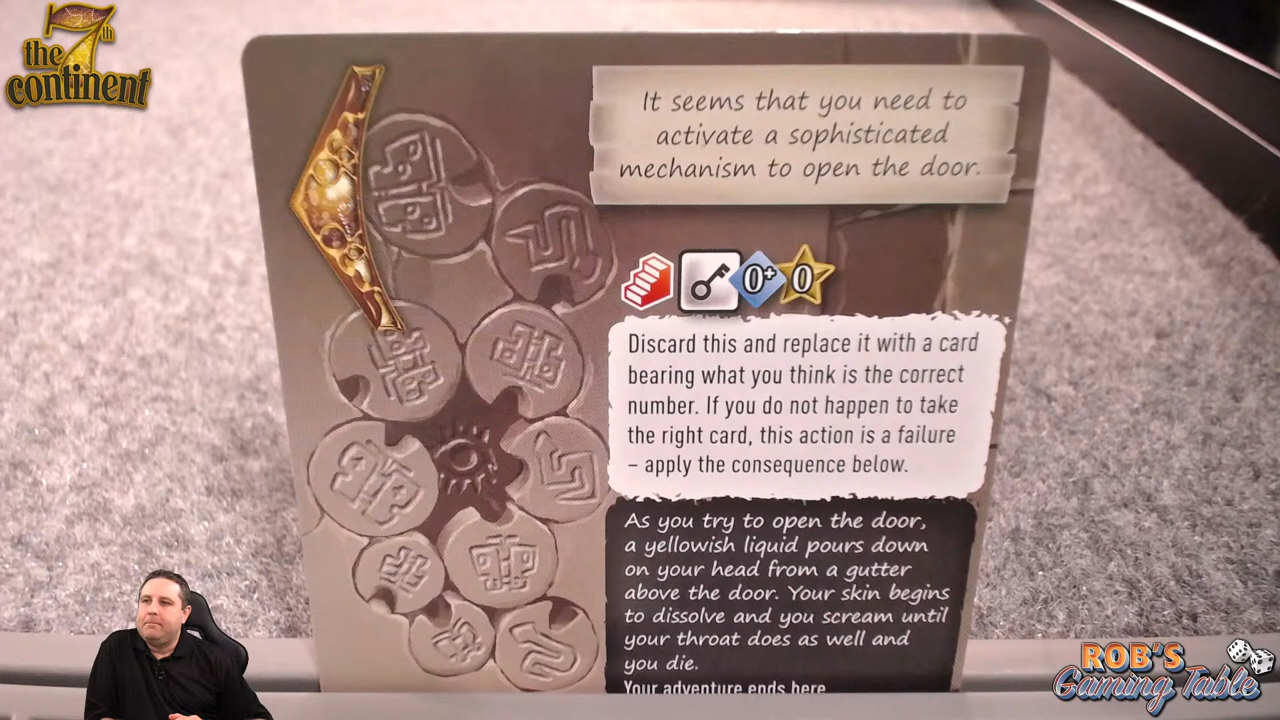 the 7th
continent
It seems that you need to
activate a sophisticated
mechanism to open the door.
0+ 0
Discard this and replace it with a card
bearing what you think is the correct
number. If you do not happen to take
the right card, this action is a failure
– apply the consequence below.
As you try to open the door,
a yellowish liquid pours down
on your head from a gutter
above the door. Your skin begins
to dissolve and you scream until
your throat does as well and
you die.
Your adventure ends here
ROB'S
Gaming Table